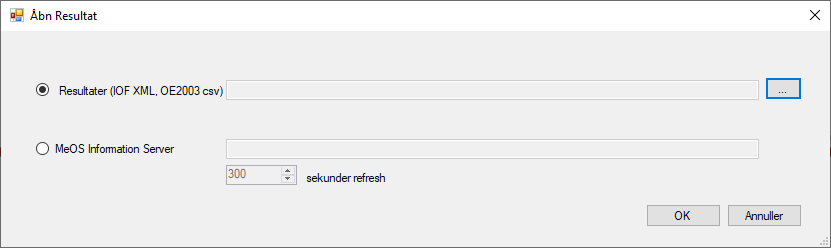 Åbn Resultat
Resultater (IOF XML, OE2003 csv)
...
MeOS Information Server
300 sekunder refresh
OK Annuller